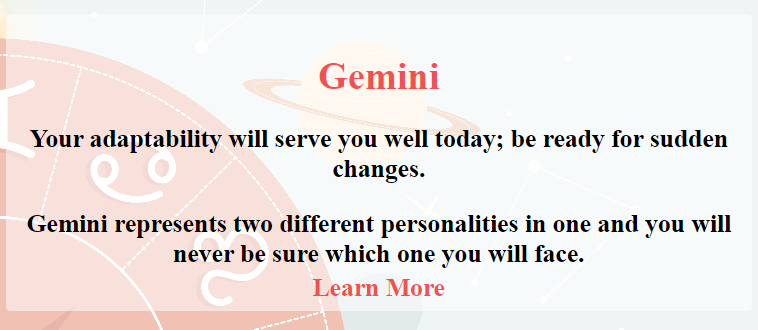 Gemini
Your adaptability will serve you well today; be ready for sudden
changes.
Gemini represents two different personalities in one and you will
never be sure which one you will face.
Learn More